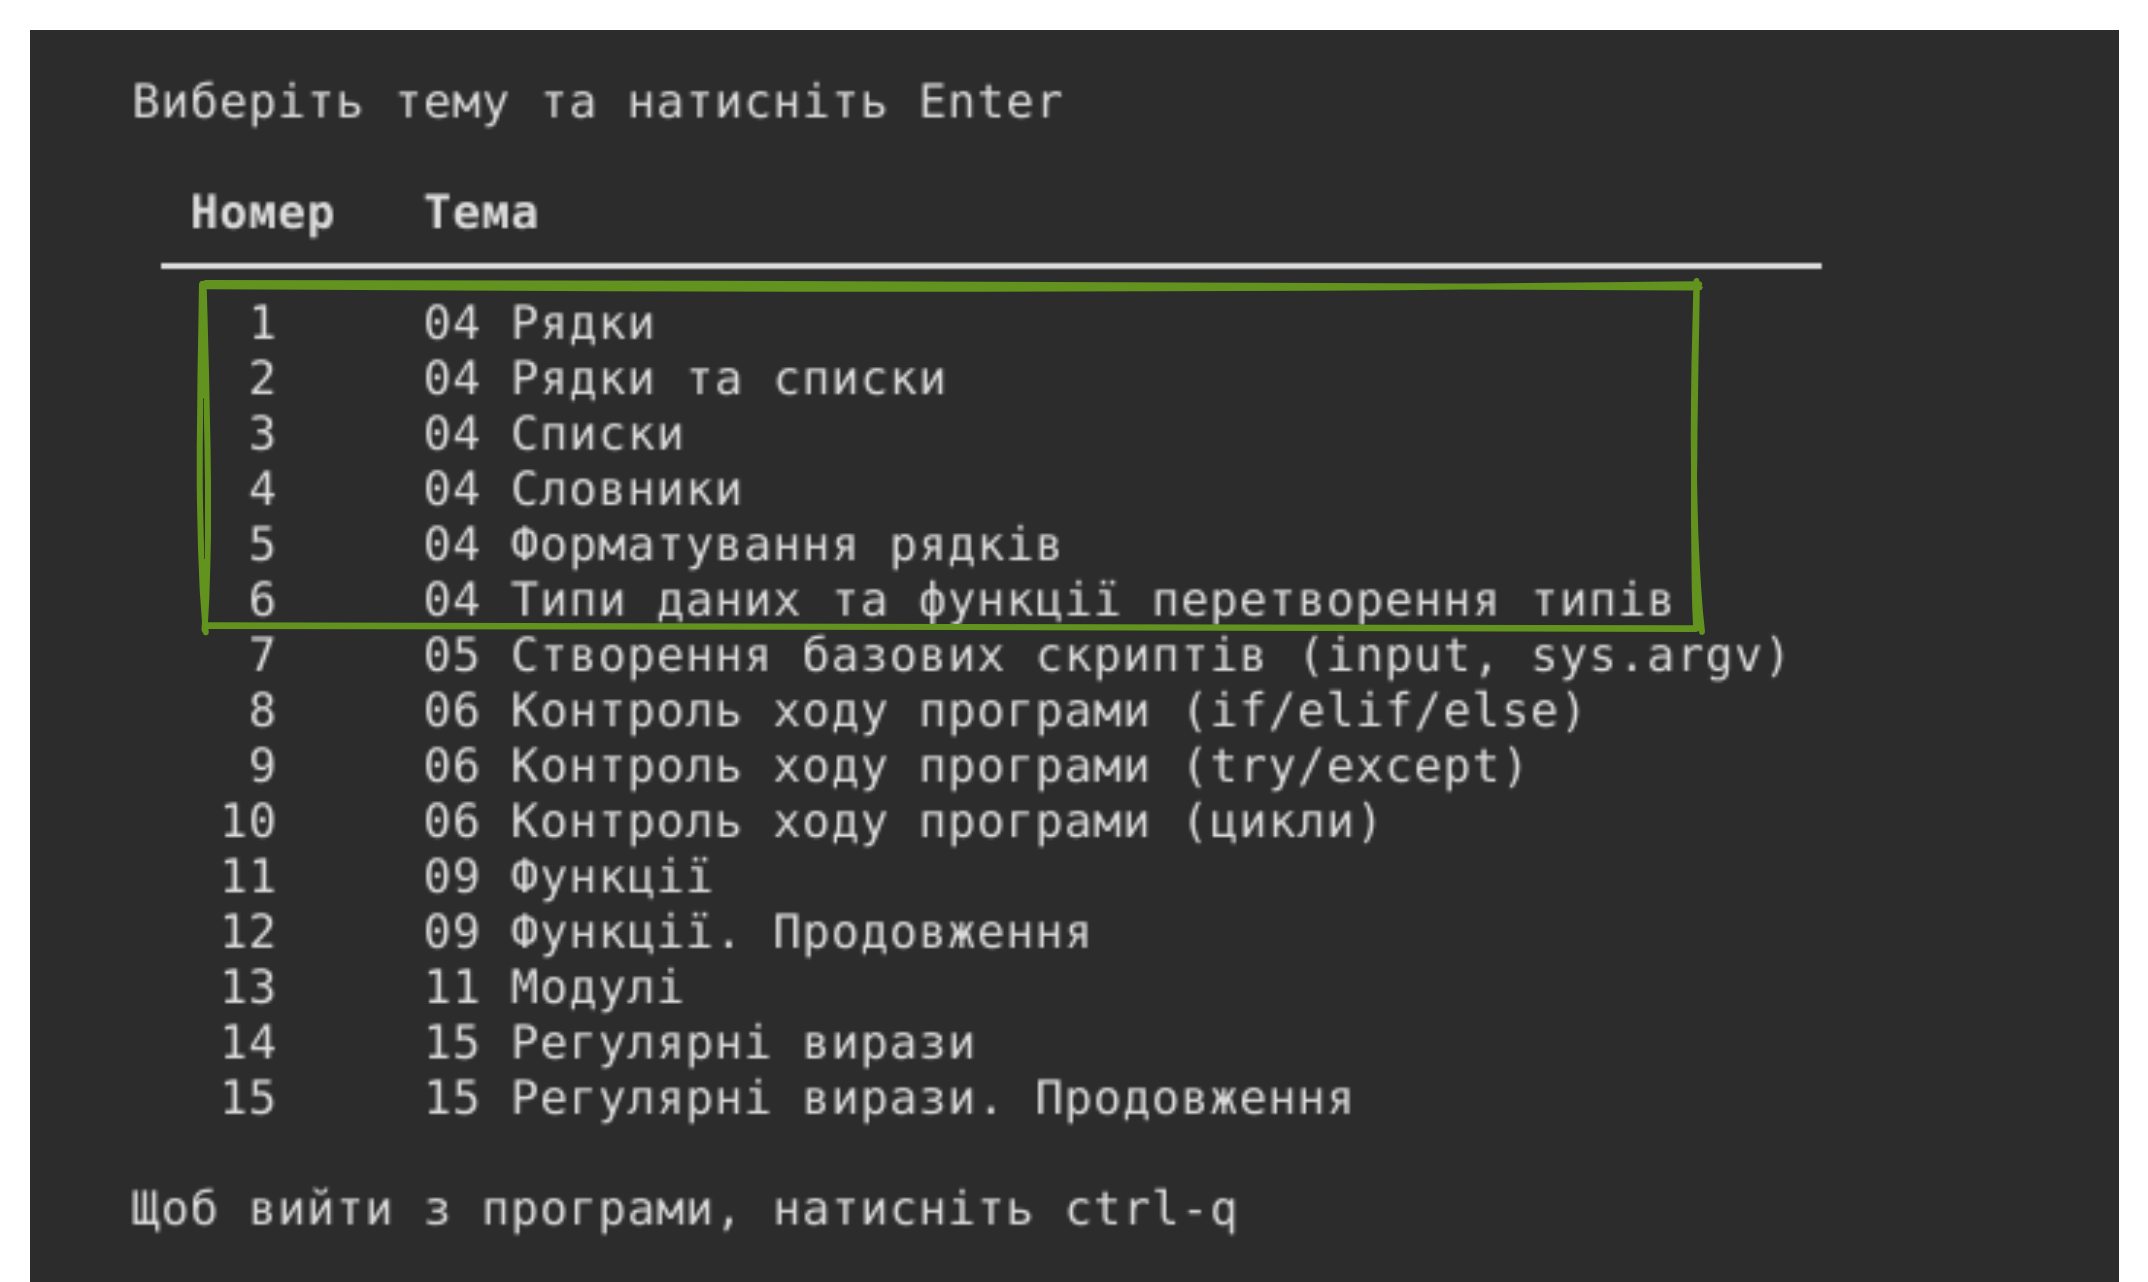 Виберіть тему та натисніть Enter
Номер Тема
1 04 Рядки
2 04 Рядки та списки
3 04 Списки
4 04 Словники
5 04 Форматування рядків
6 04 Типи даних та функції перетворення типів
7 05 Створення базових скриптів (input, sys.argv)
8 06 Контроль ходу програми (if/elif/else)
9 06 Контроль ходу програми (try/except)
10 06 Контроль ходу програми (цикли)
11 09 Функції
12 09 Функції. Продовження
13 11 Модулі
14 15 Регулярні вирази
15 15 Регулярні вирази. Продовження
Щоб вийти з програми, натисніть ctrl-q